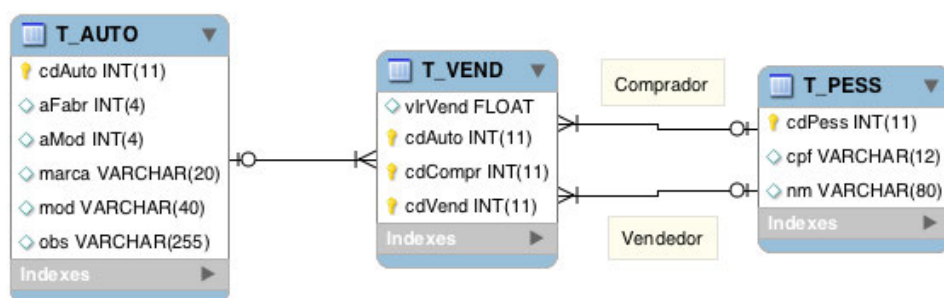 T_AUTO
cdAuto INT(11)
aFabr INT(4)
aMod INT(4)
marca VARCHAR(20)
mod VARCHAR(40)
obs VARCHAR(255)
Indexes
T_VEND
vlrVend FLOAT
cdAuto INT(11)
cdCompr INT(11)
cdVend INT(11)
Indexes
Comprador
Vendedor
T_PESS
cdPess INT(11)
cpf VARCHAR(12)
nm VARCHAR(80)
Indexes